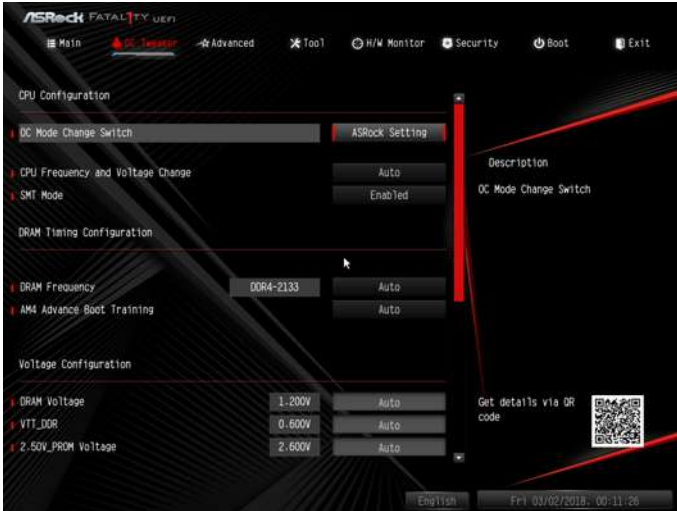 ASRock FATAL1TY UEFI
Main OC Tweaker Advanced Tool H/W Monitor Security Boot Exit
CPU Configuration
OC Mode Change Switch ASRock Setting
Description
CPU Frequency and Voltage Change Auto
OC Mode Change Switch
SMT Mode Enabled
DRAM Timing Configuration
DRAM Frequency DDR4-2133 Auto
AM4 Advance Boot Training Auto
Voltage Configuration
DRAM Voltage 1.200V Auto
Get details via QR
code
VTT_DDR 0.600V Auto
2.50V_PROM Voltage 2.600V Auto
English Fri 03/02/2018. 00:11:26